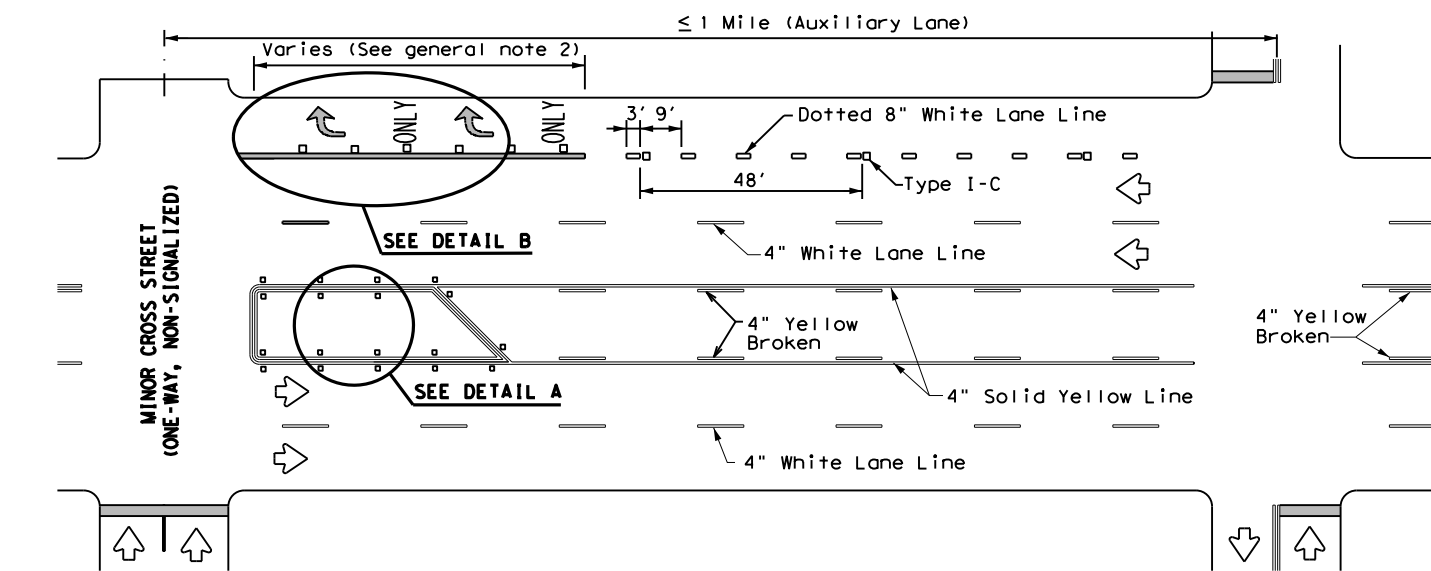 ≤ 1 Mile (Auxiliary Lane)
Varies (See general note 2)
ONLY
ONLY
3' 9'
Dotted 8" White Lane Line
48'
Type I-C
SEE DETAIL B
4" White Lane Line
MINOR CROSS STREET
(ONE-WAY, NON-SIGNALIZED)
4" Yellow
Broken
4" Yellow
Broken
SEE DETAIL A
4" Solid Yellow Line
4" White Lane Line